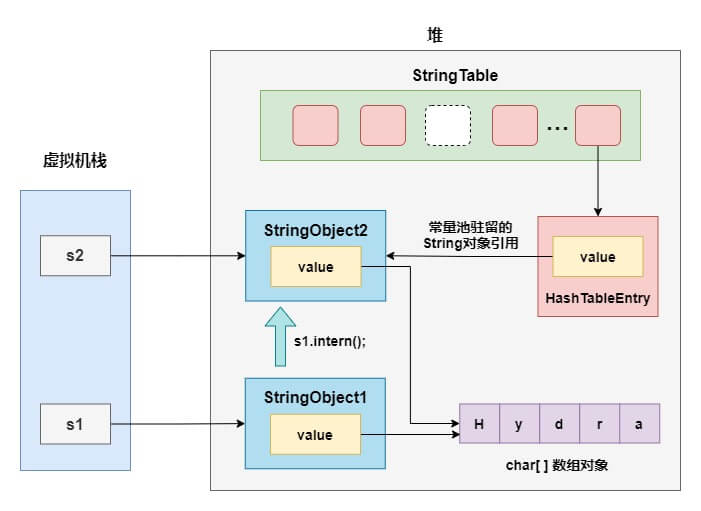 堆
StringTable
...
虚拟机栈
s2
StringObject2
value
常量池驻留的
String对象引用
value
HashTableEntry
s1.intern();
s1
StringObject1
value
H y d r a
char[ ] 数组对象